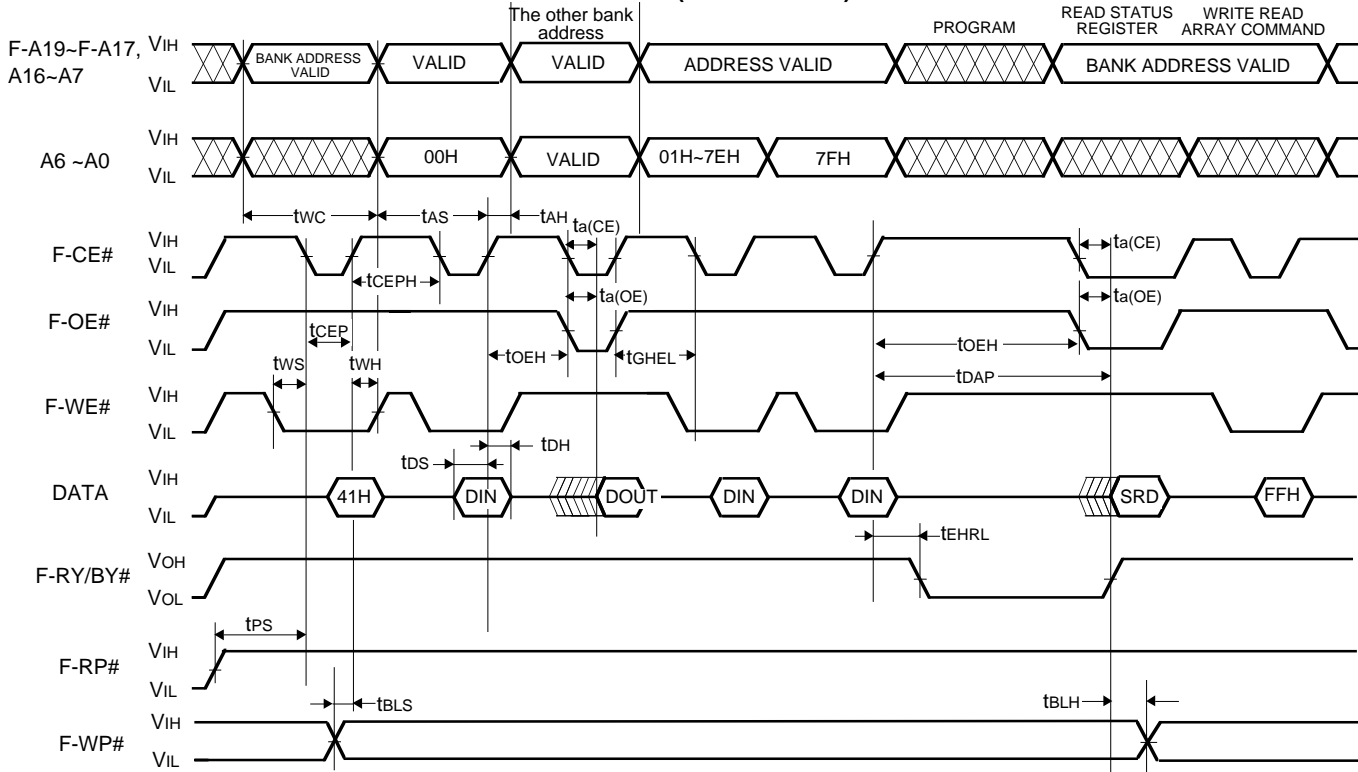 The other bank
address
PROGRAM
READ STATUS
REGISTER
WRITE READ
ARRAY COMMAND
F-A19~F-A17,
A16~A7
VIH
VIL
BANK ADDRESS
VALID
VALID
VALID
ADDRESS VALID
BANK ADDRESS VALID
A6 ~A0
VIH
VIL
00H
VALID
01H~7EH
7FH
tWC
tAS
tAH
ta(CE)
ta(CE)
F-CE#
VIH
VIL
tCEPH
ta(OE)
ta(OE)
F-OE#
VIH
VIL
tCEP
tOEH
tGHEL
tOEH
tWS
tWH
tDAP
F-WE#
VIH
VIL
tDH
tDS
DATA
VIH
VIL
41H
DIN
DOUT
DIN
DIN
SRD
FFH
tEHRL
F-RY/BY#
VOH
VOL
tPS
F-RP#
VIH
VIL
tBLS
tBLH
F-WP#
VIH
VIL